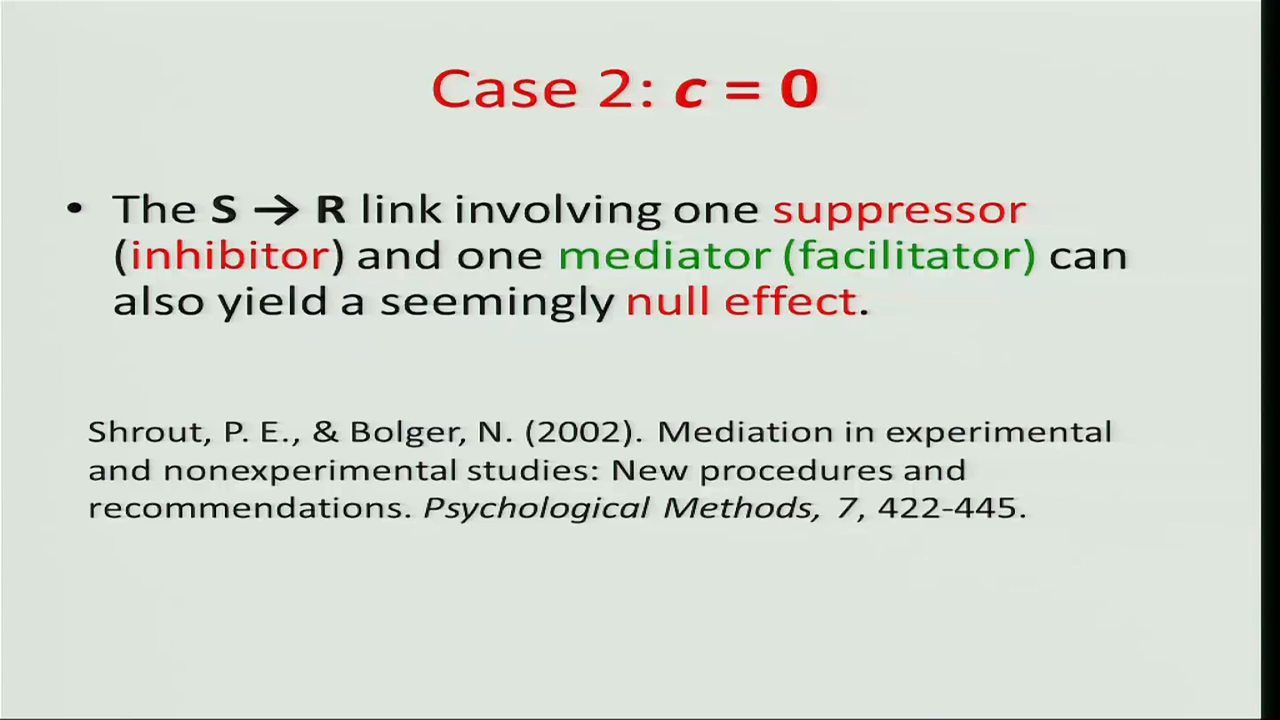 Case 2: c = 0
• The S → R link involving one suppressor
(inhibitor) and one mediator (facilitator) can
also yield a seemingly null effect.
Shrout, P. E., & Bolger, N. (2002). Mediation in experimental
and nonexperimental studies: New procedures and
recommendations. Psychological Methods, 7, 422-445.